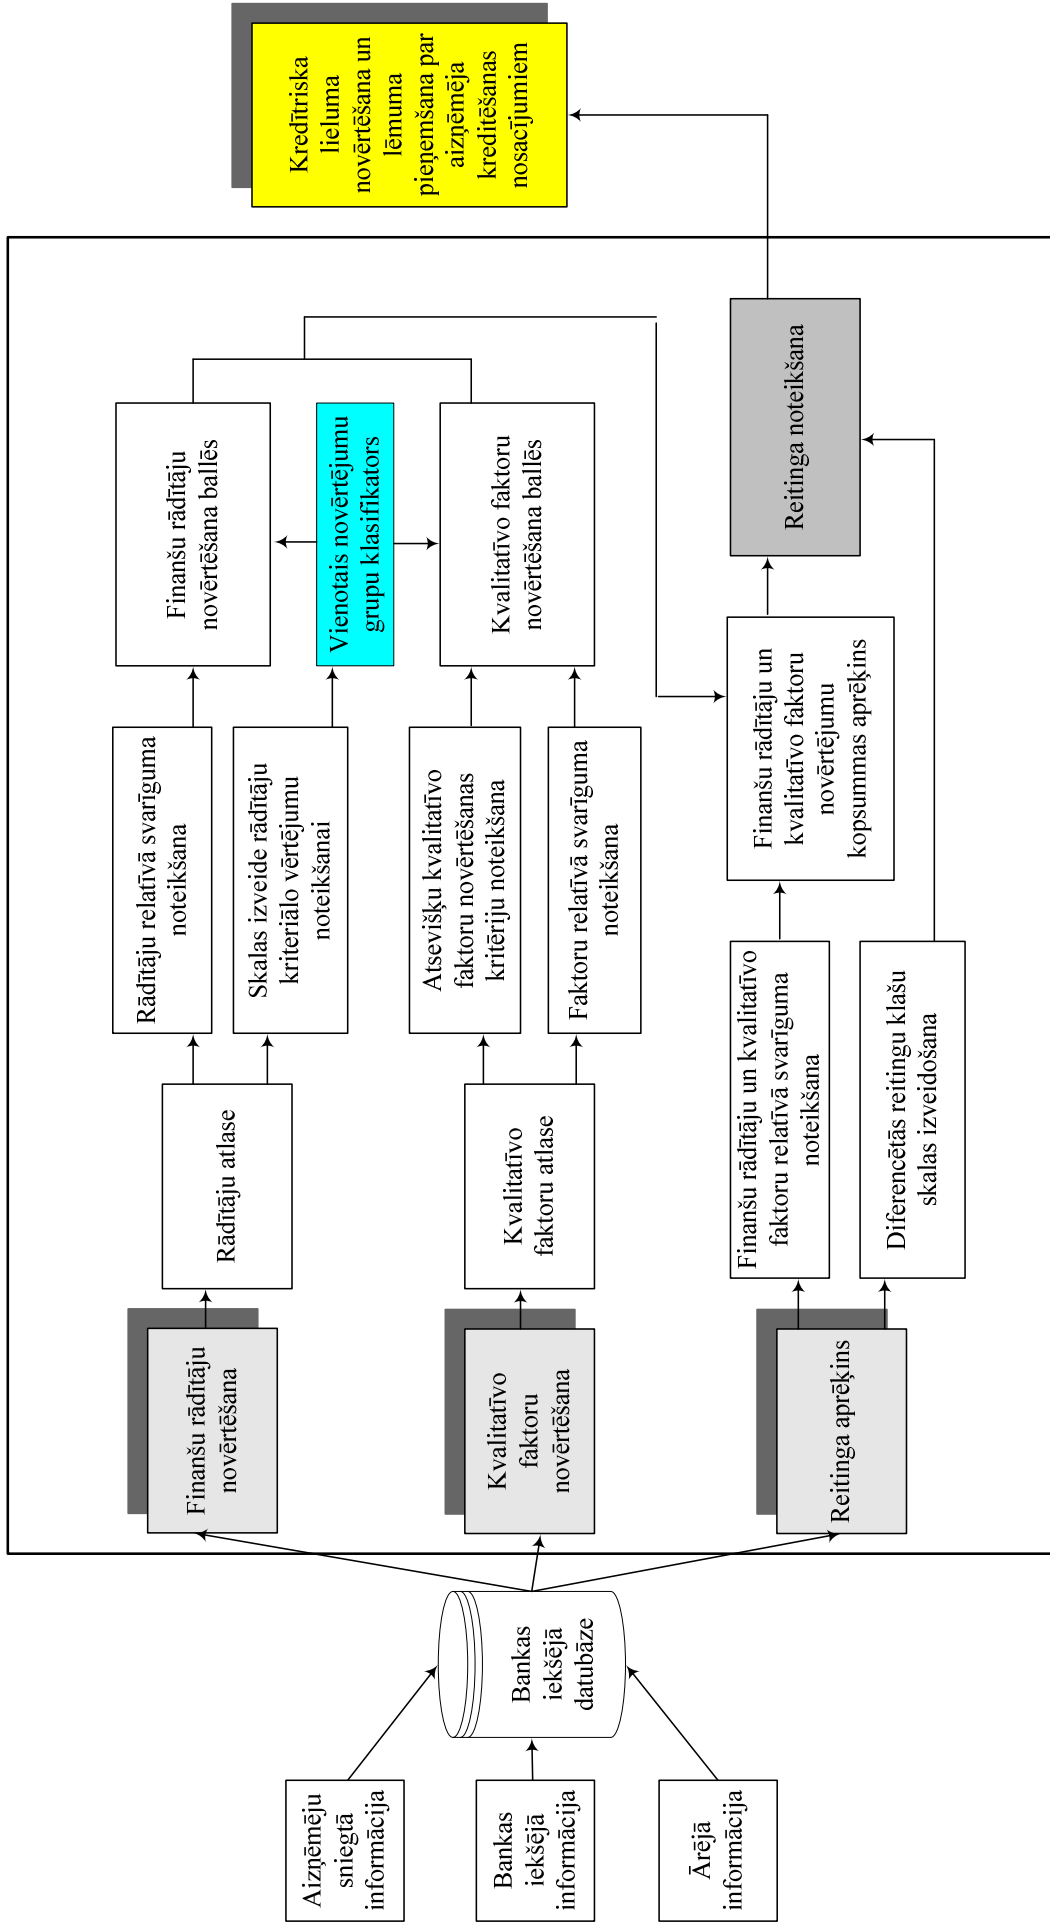 Aizņēmēju
sniegtā
informācija
Bankas
iekšējā
informācija
Ārējā
informācija
Bankas
iekšējā
datubāze
Finanšu rādītāju
novērtēšana
Rādītāju atlase
Rādītāju relatīvā svarīguma
noteikšana
Skalas izveide rādītāju
kriteriālo vērtējumu
noteikšanai
Finanšu rādītāju
novērtēšana ballēs
Vienotais novērtējumu
grupu klasifikators
Kvalitatīvo
faktoru
novērtēšana
Kvalitatīvo
faktoru atlase
Atsevišķu kvalitatīvo
faktoru novērtēšanas
kritēriju noteikšana
Faktoru relatīvā svarīguma
noteikšana
Kvalitatīvo faktoru
novērtēšana ballēs
Reitinga aprēķins
Finanšu rādītāju un kvalitatīvo
faktoru relatīvā svarīguma
noteikšana
Diferencētās reitingu klašu
skalas izveidošana
Finanšu rādītāju un
kvalitatīvo faktoru
novērtējumu
kopsummas aprēķins
Reitinga noteikšana
Kredītriska
lieluma
novērtēšana un
lēmuma
pieņemšana par
aizņēmēja
kreditēšanas
nosacījumiem